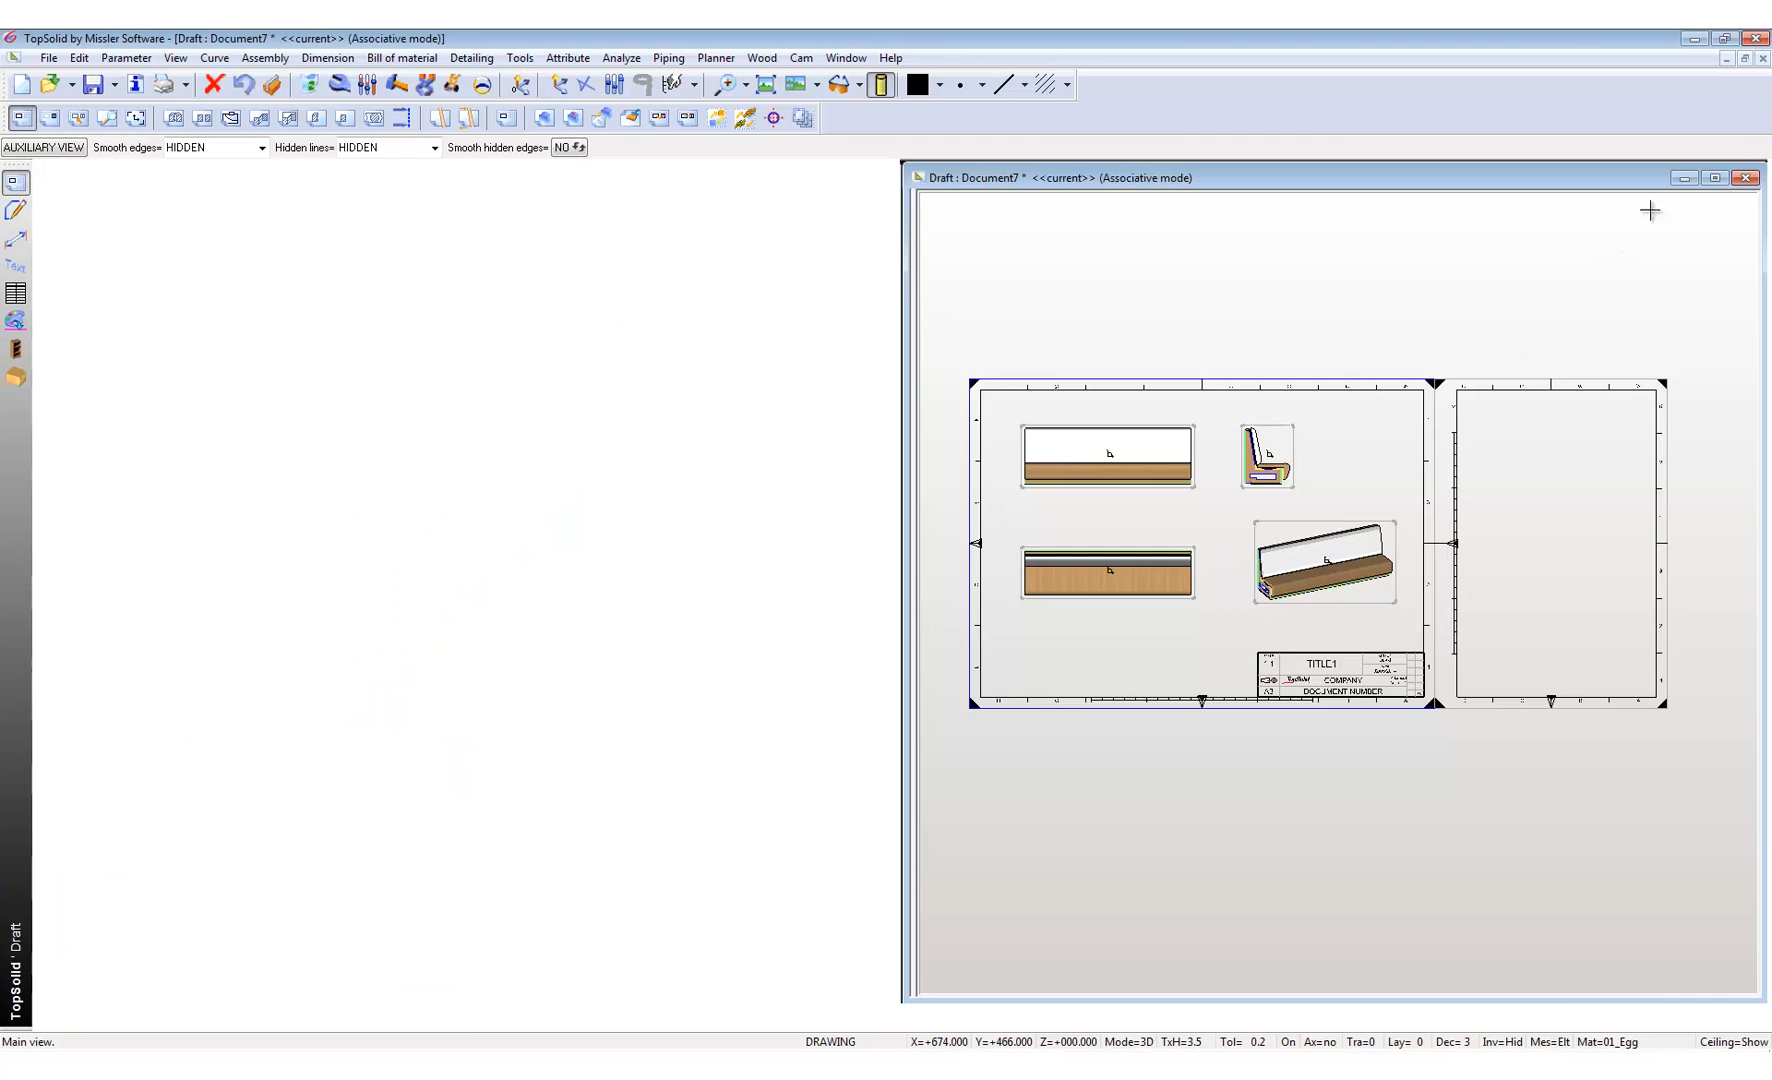 TopSolid by Missler Software - [Draft : Document7 * <<current>> (Associative mode)]
File Edit Parameter View Curve Assembly Dimension Bill of material Detailing Tools Attribute Analyze Piping Planner Wood Cam Window Help
AUXILIARY VIEW Smooth edges= HIDDEN Hidden lines= HIDDEN Smooth hidden edges= NO
Draft : Document7 * <<current>> (Associative mode)
Text
TITLE1
COMPANY
A3 DOCUMENT NUMBER
TopSolid ' Draft
Main view. DRAWING X=+674.000 Y=+466.000 Z=+000.000 Mode=3D TxH=3.5 Tol= 0.2 On Ax=no Tra=0 Lay= 0 Dec= 3 Inv=Hid Mes=Elt Mat=01_Egg Ceiling=Show